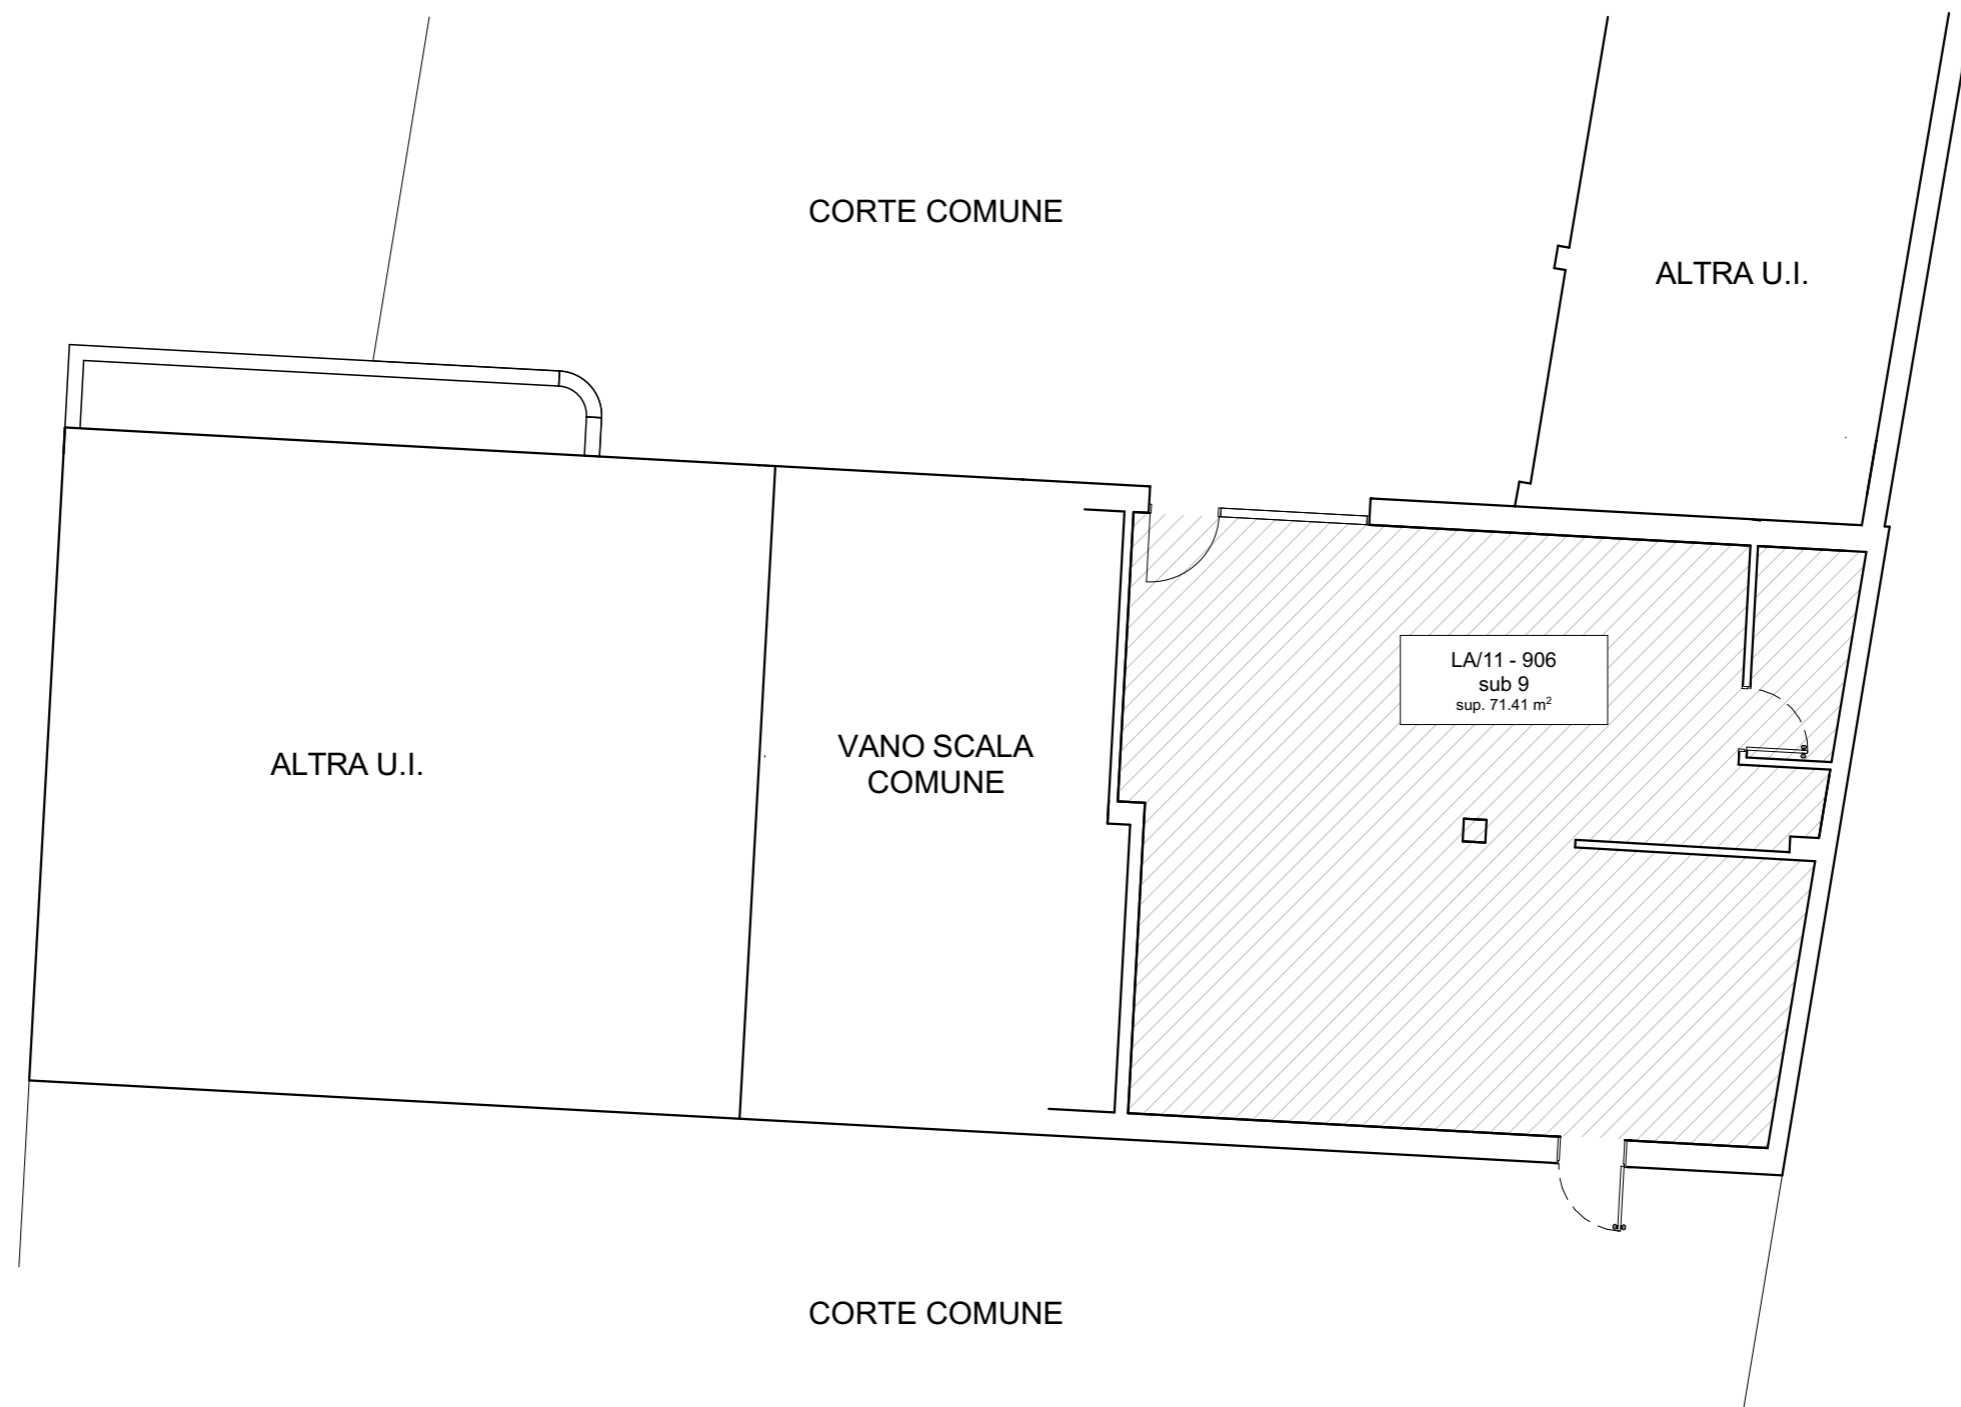 CORTE COMUNE
ALTRA U.I.
LA/11 - 906
sub 9
sup. 71.41 m²
ALTRA U.I.
VANO SCALA
COMUNE
CORTE COMUNE